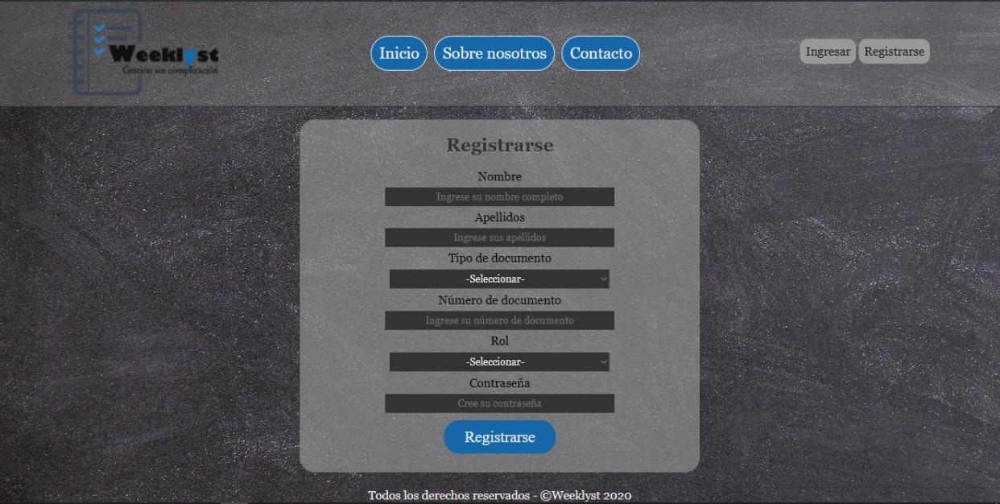 Weeklyst
Gestión sin complicación
Inicio
Sobre nosotros
Contacto
Ingresar
Registrarse
Registrarse
Nombre
Ingrese su nombre completo
Apellidos
Ingrese sus apellidos
Tipo de documento
-Seleccionar-
Número de documento
Ingrese su número de documento
Rol
-Seleccionar-
Contraseña
Cree su contraseña
Registrarse
Todos los derechos reservados - ©Weeklyst 2020